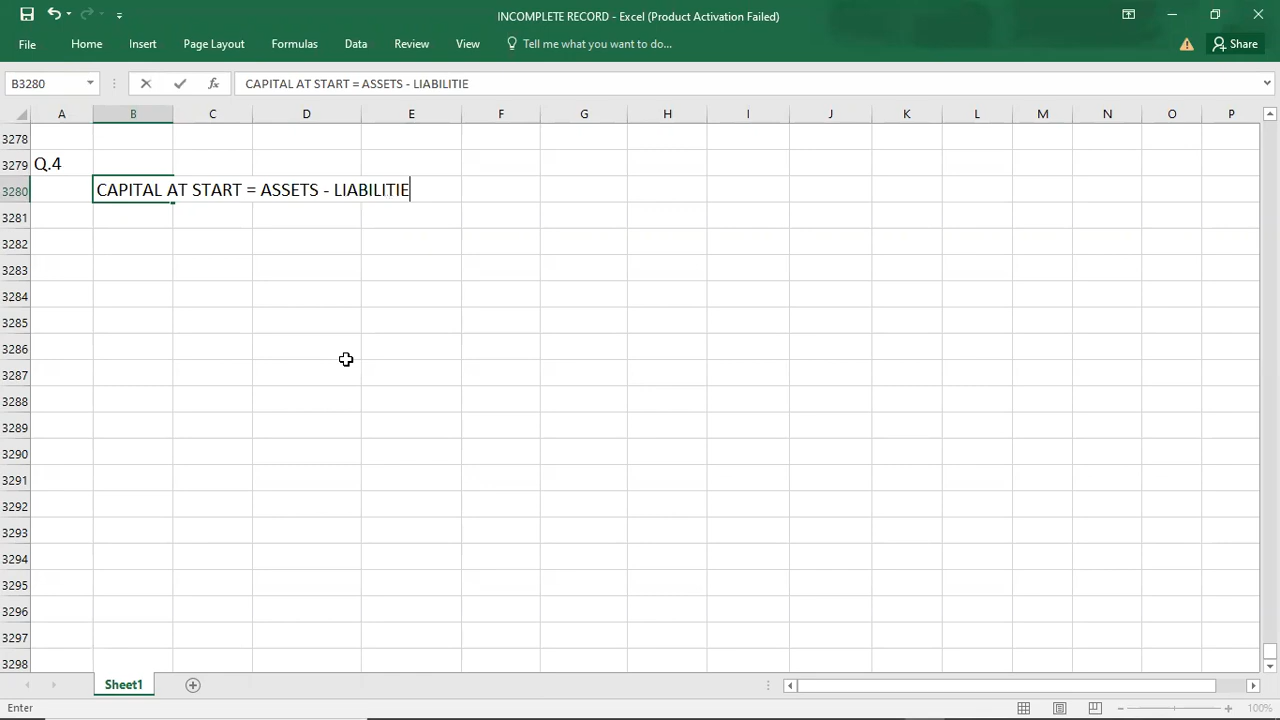 INCOMPLETE RECORD - Excel (Product Activation Failed)
File Home Insert Page Layout Formulas Data Review View Tell me what you want to do... Share
B3280 fx CAPITAL AT START = ASSETS - LIABILITIE
A B C D E F G H I J K L M N O P
3278
3279 Q.4
3280 CAPITAL AT START = ASSETS - LIABILITIE
3281
3282
3283
3284
3285
3286
3287
3288
3289
3290
3291
3292
3293
3294
3295
3296
3297
3298
Sheet1
Enter 100%